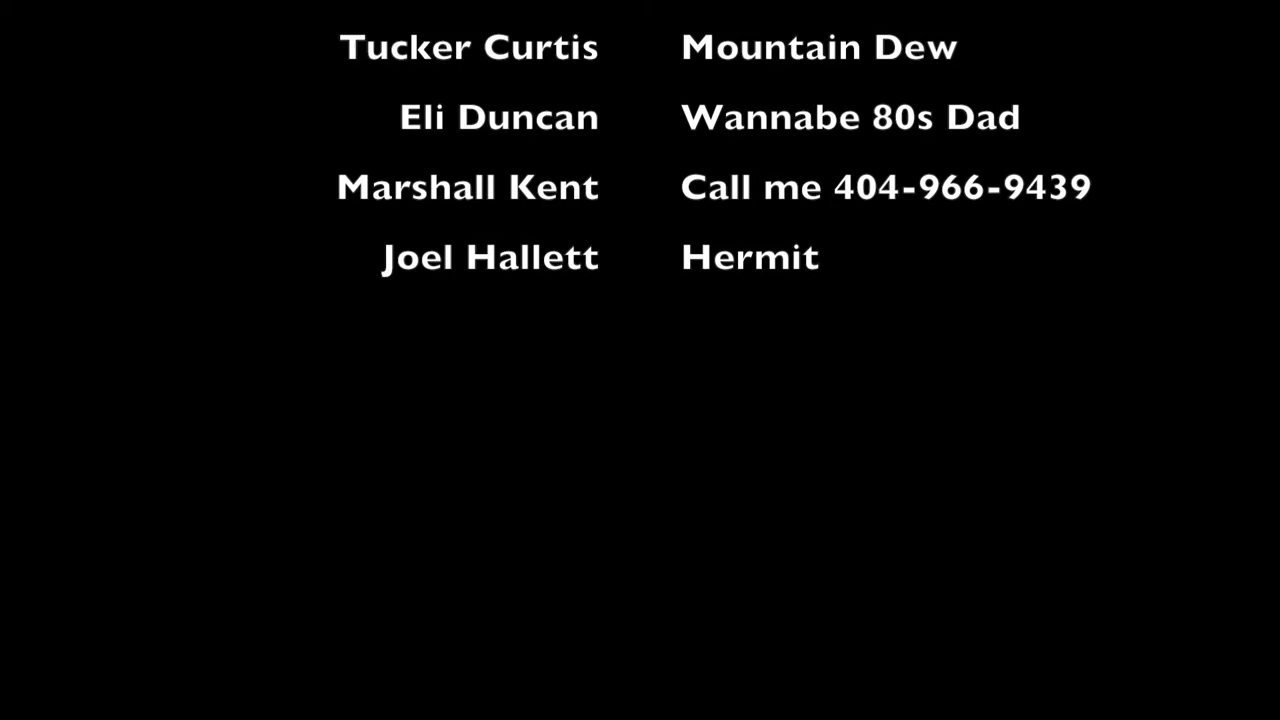 Tucker Curtis Mountain Dew
Eli Duncan Wannabe 80s Dad
Marshall Kent Call me 404-966-9439
Joel Hallett Hermit